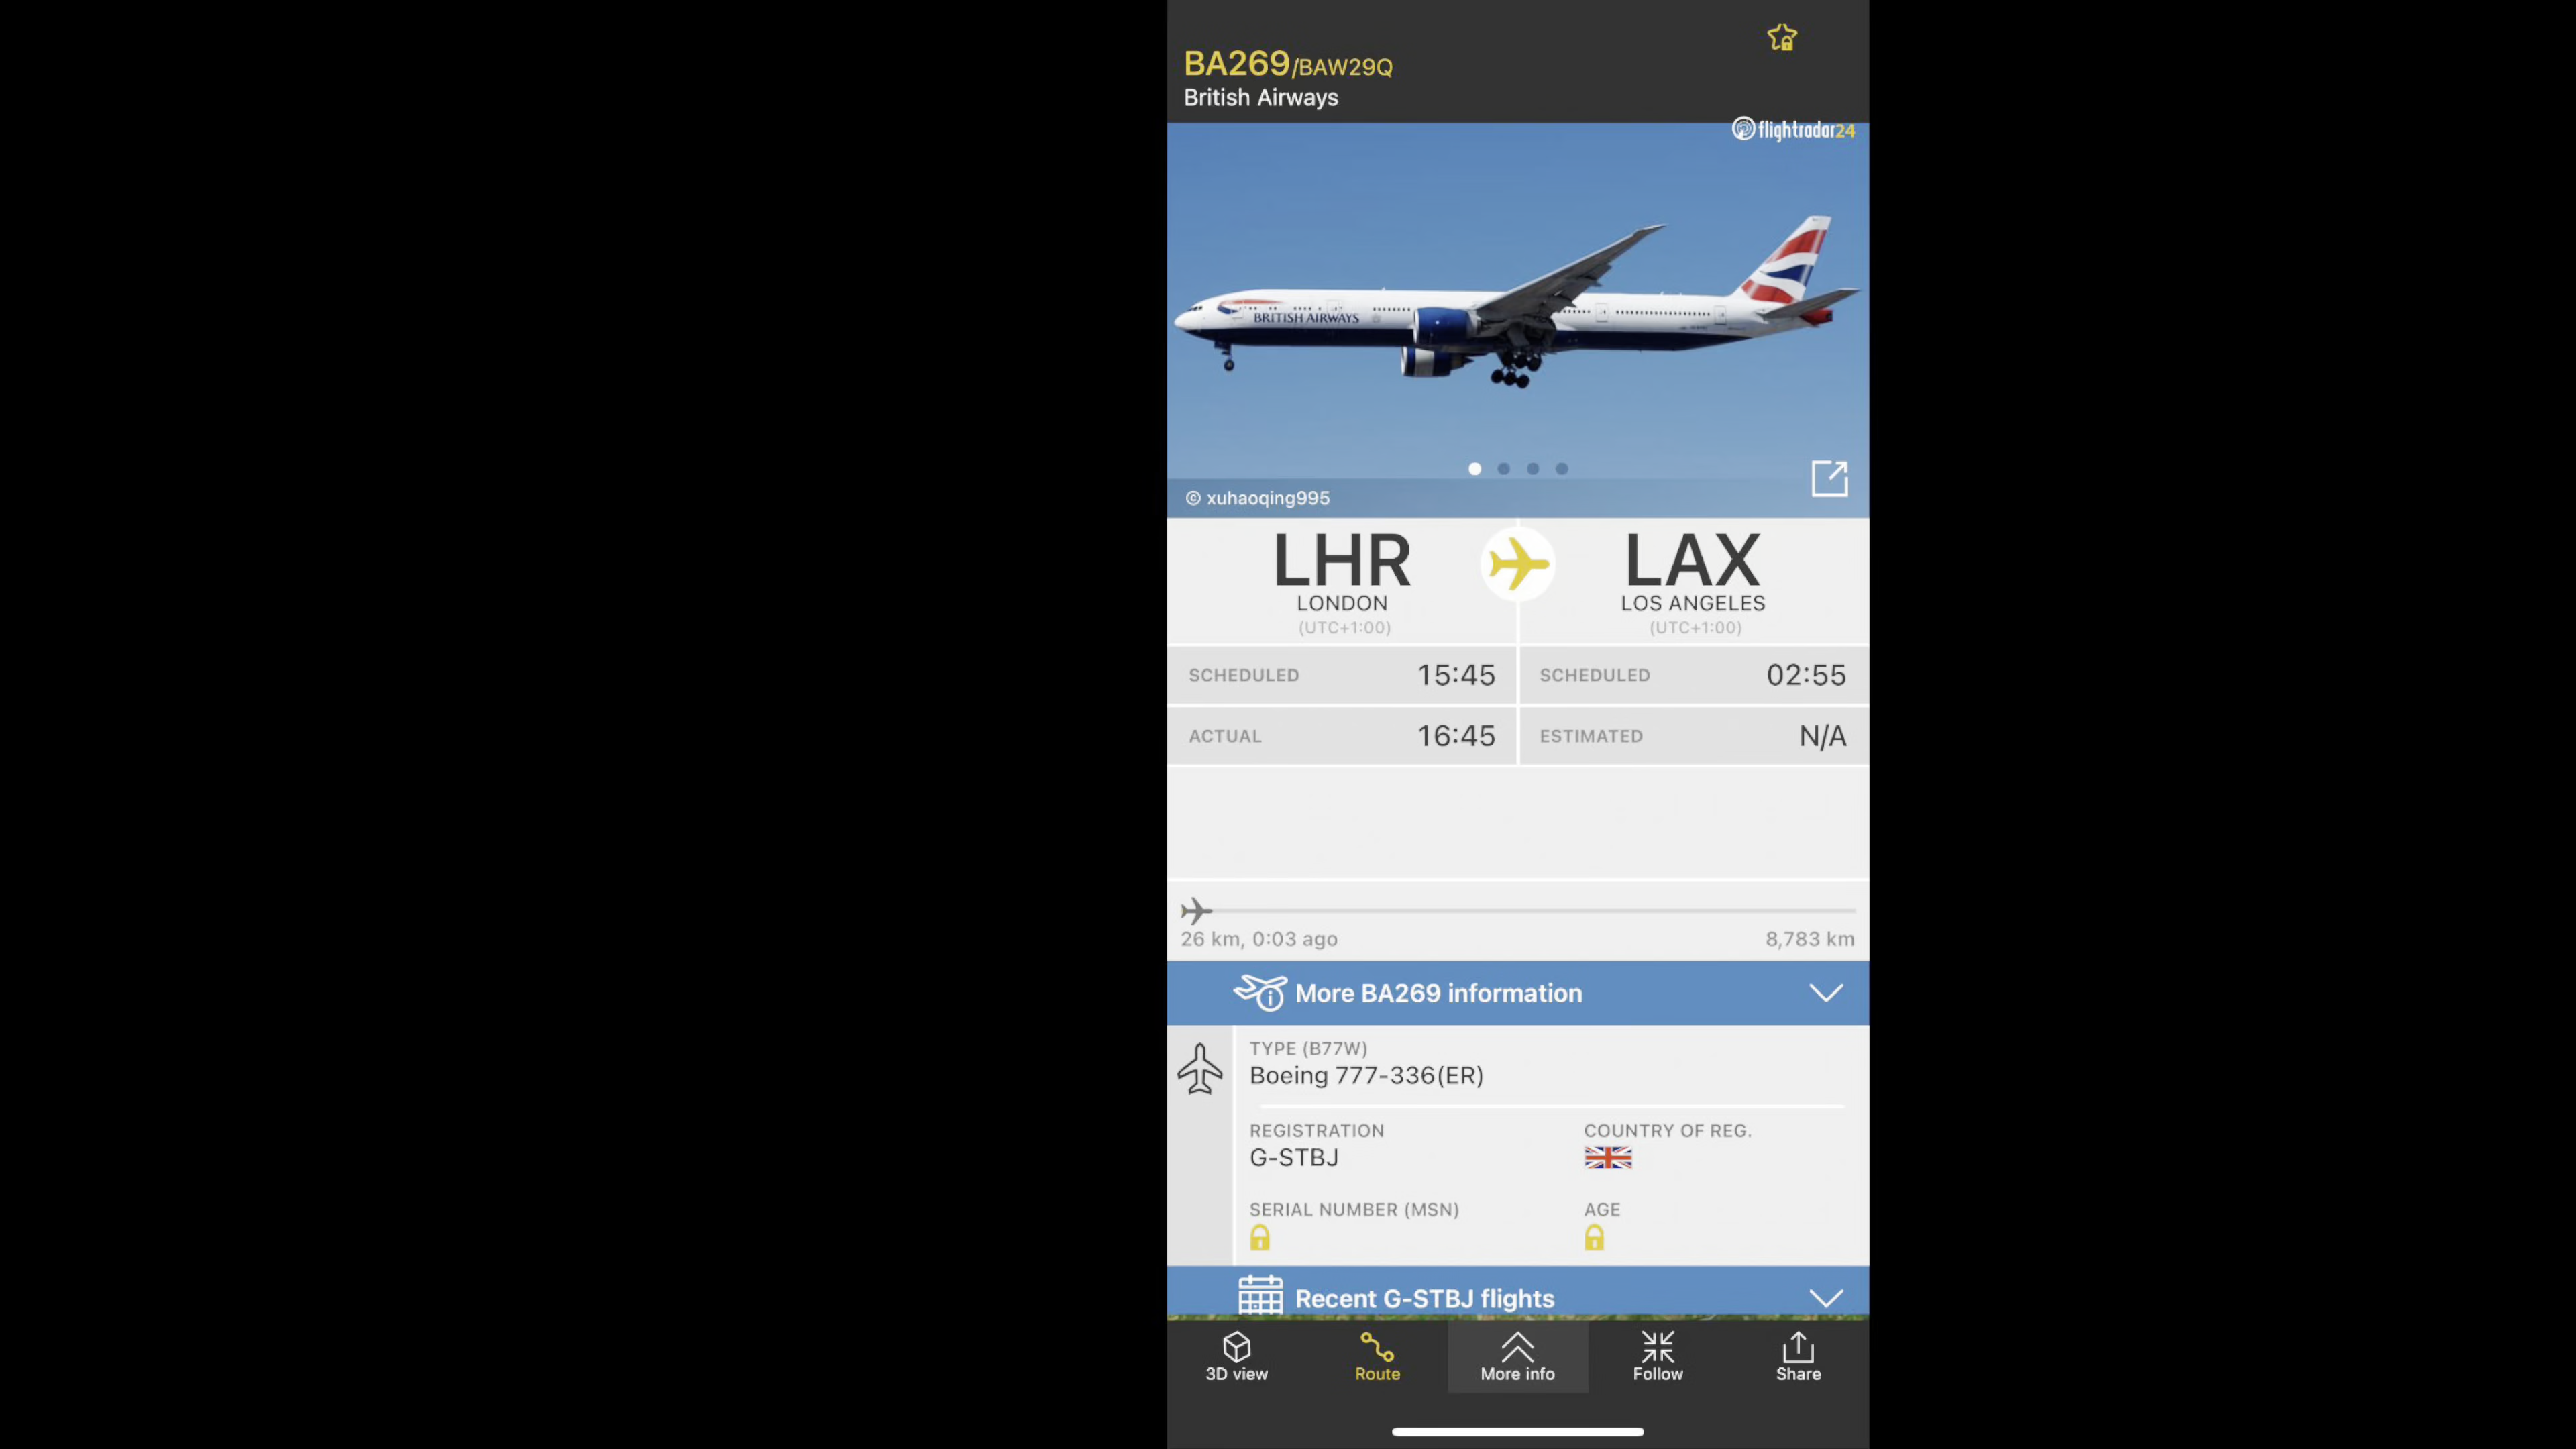 BA269/BAW29Q
British Airways
flightradar24
BRITISH AIRWAYS
© xuhaoqing995
LHR
LONDON
(UTC+1:00)
LAX
LOS ANGELES
(UTC+1:00)
SCHEDULED 15:45
SCHEDULED 02:55
ACTUAL 16:45
ESTIMATED N/A
26 km, 0:03 ago
8,783 km
More BA269 information
TYPE (B77W)
Boeing 777-336(ER)
REGISTRATION
G-STBJ
COUNTRY OF REG.
SERIAL NUMBER (MSN)
AGE
Recent G-STBJ flights
3D view
Route
More info
Follow
Share